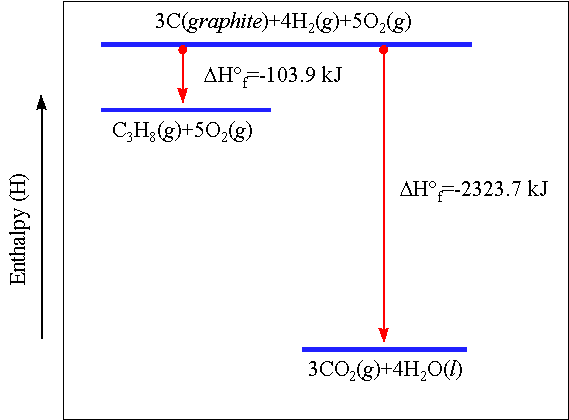 3C(graphite)+4H₂(g)+5O₂(g)
ΔH°f=-103.9 kJ
C₃H₈(g)+5O₂(g)
ΔH°f=-2323.7 kJ
Enthalpy (H)
3CO₂(g)+4H₂O(l)